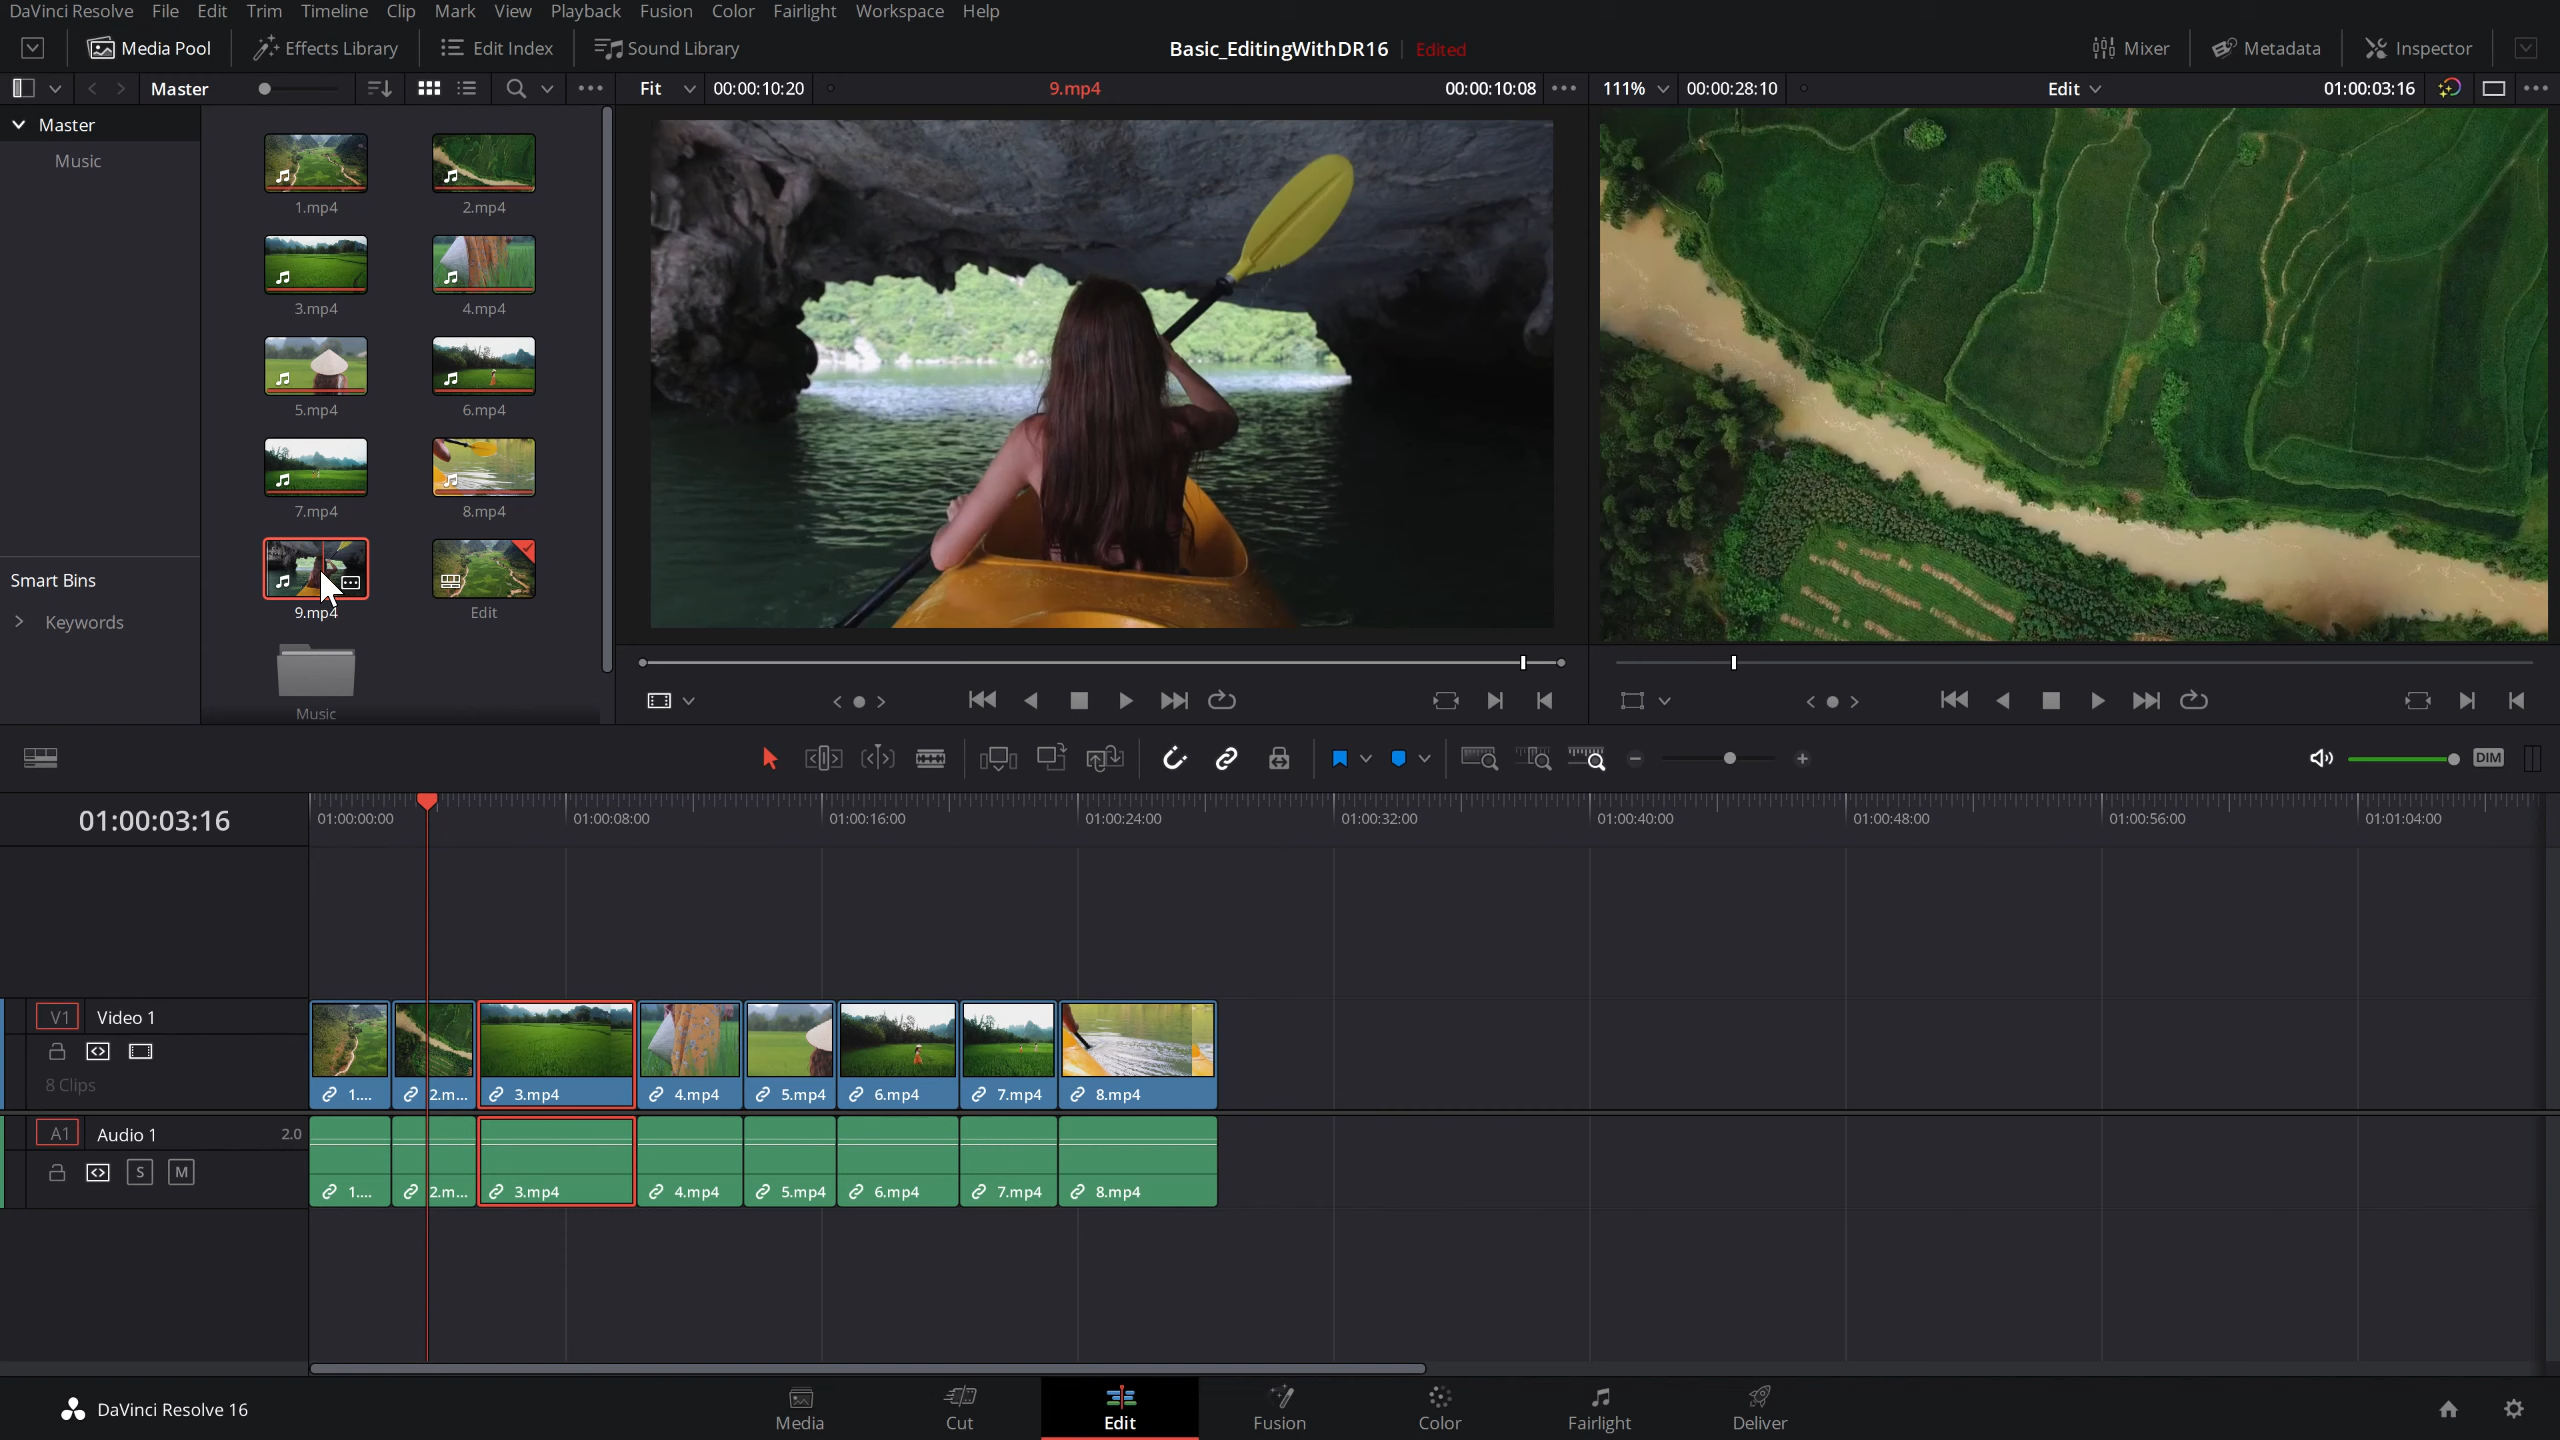 DaVinci Resolve File Edit Trim Timeline Clip Mark View Playback Fusion Color Fairlight Workspace Help
Media Pool Effects Library Edit Index Sound Library Basic_EditingWithDR16 Edited Mixer Metadata Inspector
Master Fit 00:00:10:20 9.mp4 00:00:10:08 111% 00:00:28:10 Edit 01:00:03:16
Master
Music
1.mp4 2.mp4
3.mp4 4.mp4
5.mp4 6.mp4
7.mp4 8.mp4
9.mp4 Edit
Smart Bins
Keywords
Music
DIM
01:00:03:16
01:00:00:00 01:00:08:00 01:00:16:00 01:00:24:00 01:00:32:00 01:00:40:00 01:00:48:00 01:00:56:00 01:01:04:00
V1 Video 1
8 Clips
1.... 2.m... 3.mp4 4.mp4 5.mp4 6.mp4 7.mp4 8.mp4
A1 Audio 1 2.0
S M
1.... 2.m... 3.mp4 4.mp4 5.mp4 6.mp4 7.mp4 8.mp4
DaVinci Resolve 16
Media Cut Edit Fusion Color Fairlight Deliver